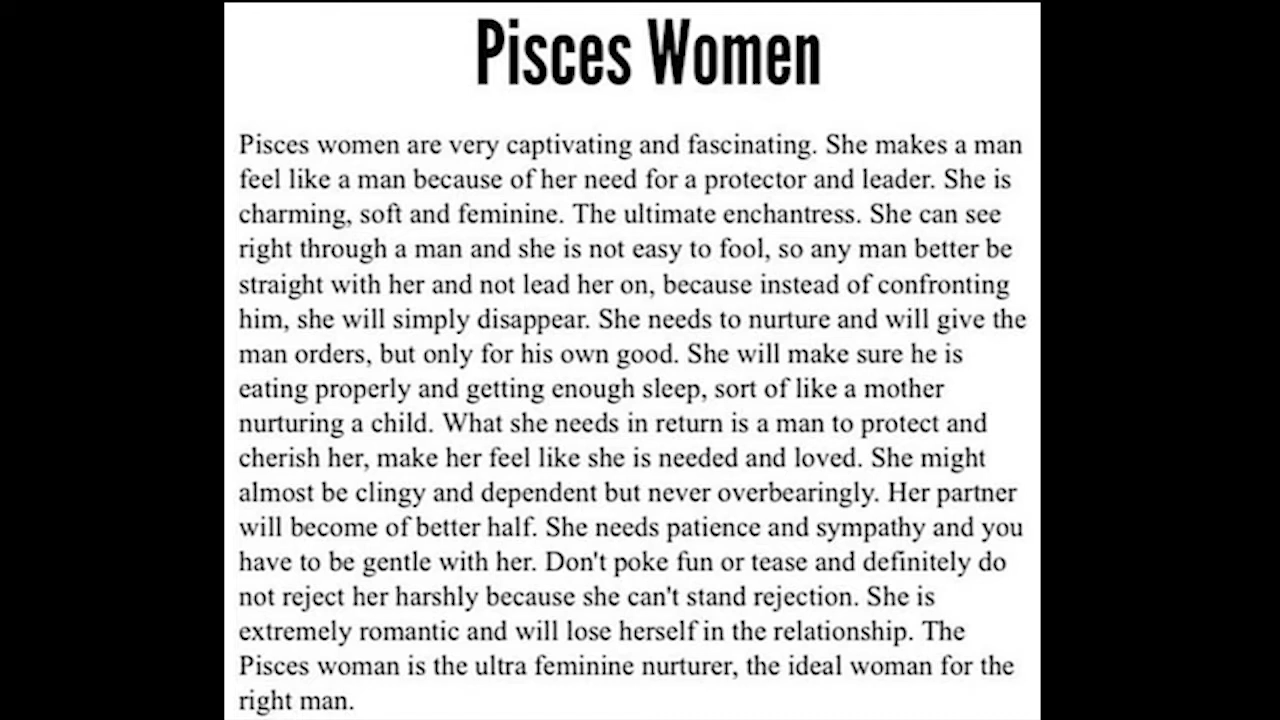 Pisces Women
Pisces women are very captivating and fascinating. She makes a man
feel like a man because of her need for a protector and leader. She is
charming, soft and feminine. The ultimate enchantress. She can see
right through a man and she is not easy to fool, so any man better be
straight with her and not lead her on, because instead of confronting
him, she will simply disappear. She needs to nurture and will give the
man orders, but only for his own good. She will make sure he is
eating properly and getting enough sleep, sort of like a mother
nurturing a child. What she needs in return is a man to protect and
cherish her, make her feel like she is needed and loved. She might
almost be clingy and dependent but never overbearingly. Her partner
will become of better half. She needs patience and sympathy and you
have to be gentle with her. Don't poke fun or tease and definitely do
not reject her harshly because she can't stand rejection. She is
extremely romantic and will lose herself in the relationship. The
Pisces woman is the ultra feminine nurturer, the ideal woman for the
right man.